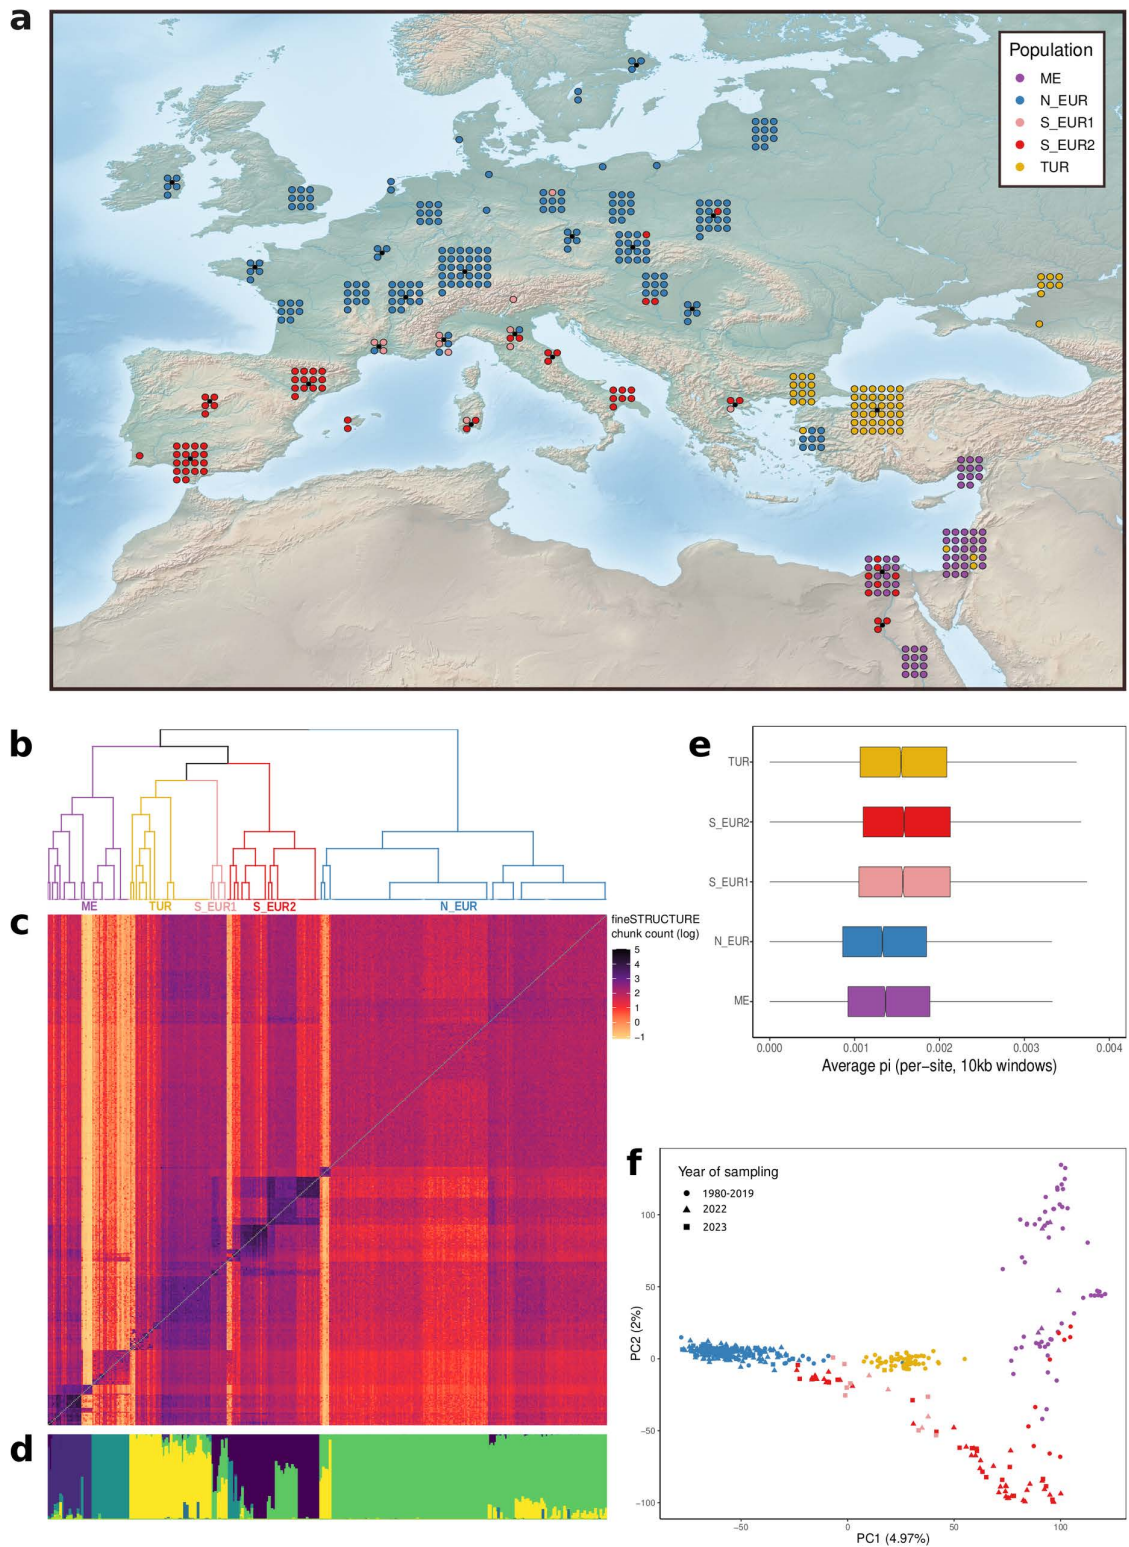 a
Population
ME
N_EUR
S_EUR1
S_EUR2
TUR
b
ME
TUR
S_EUR1
S_EUR2
N_EUR
c
fineSTRUCTURE
chunk count (log)
5
4
3
2
1
0
−1
d
e
TUR
S_EUR2
S_EUR1
N_EUR
ME
0.000
0.001
0.002
0.003
0.004
Average pi (per−site, 10kb windows)
f
Year of sampling
1980-2019
2022
2023
100
50
0
−50
−100
PC2 (2%)
−50
0
50
100
PC1 (4.97%)